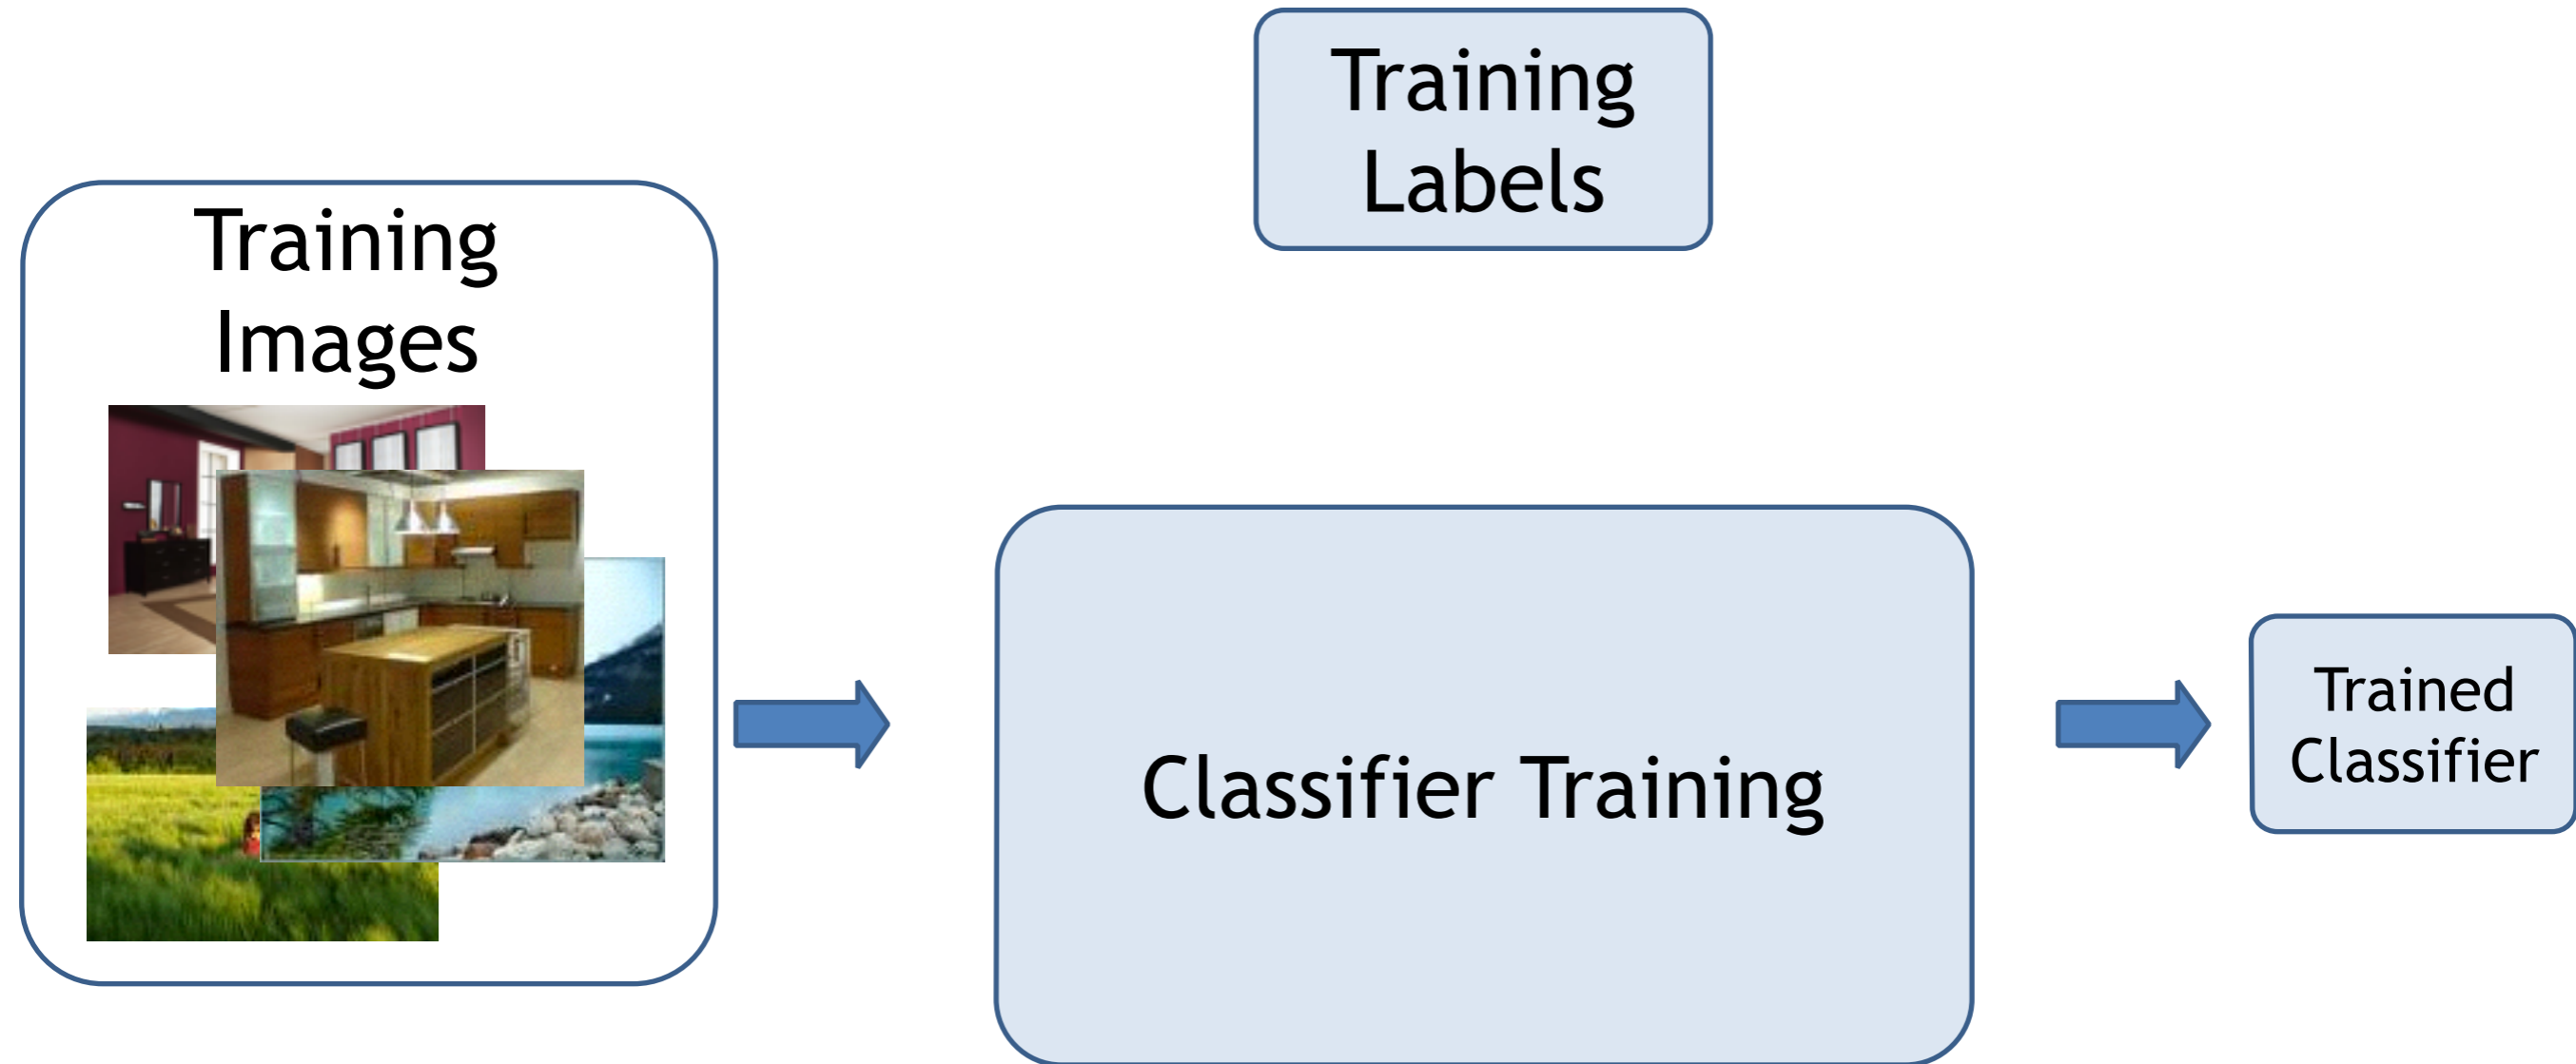 Training
Labels
Training
Images
Classifier Training
Trained
Classifier